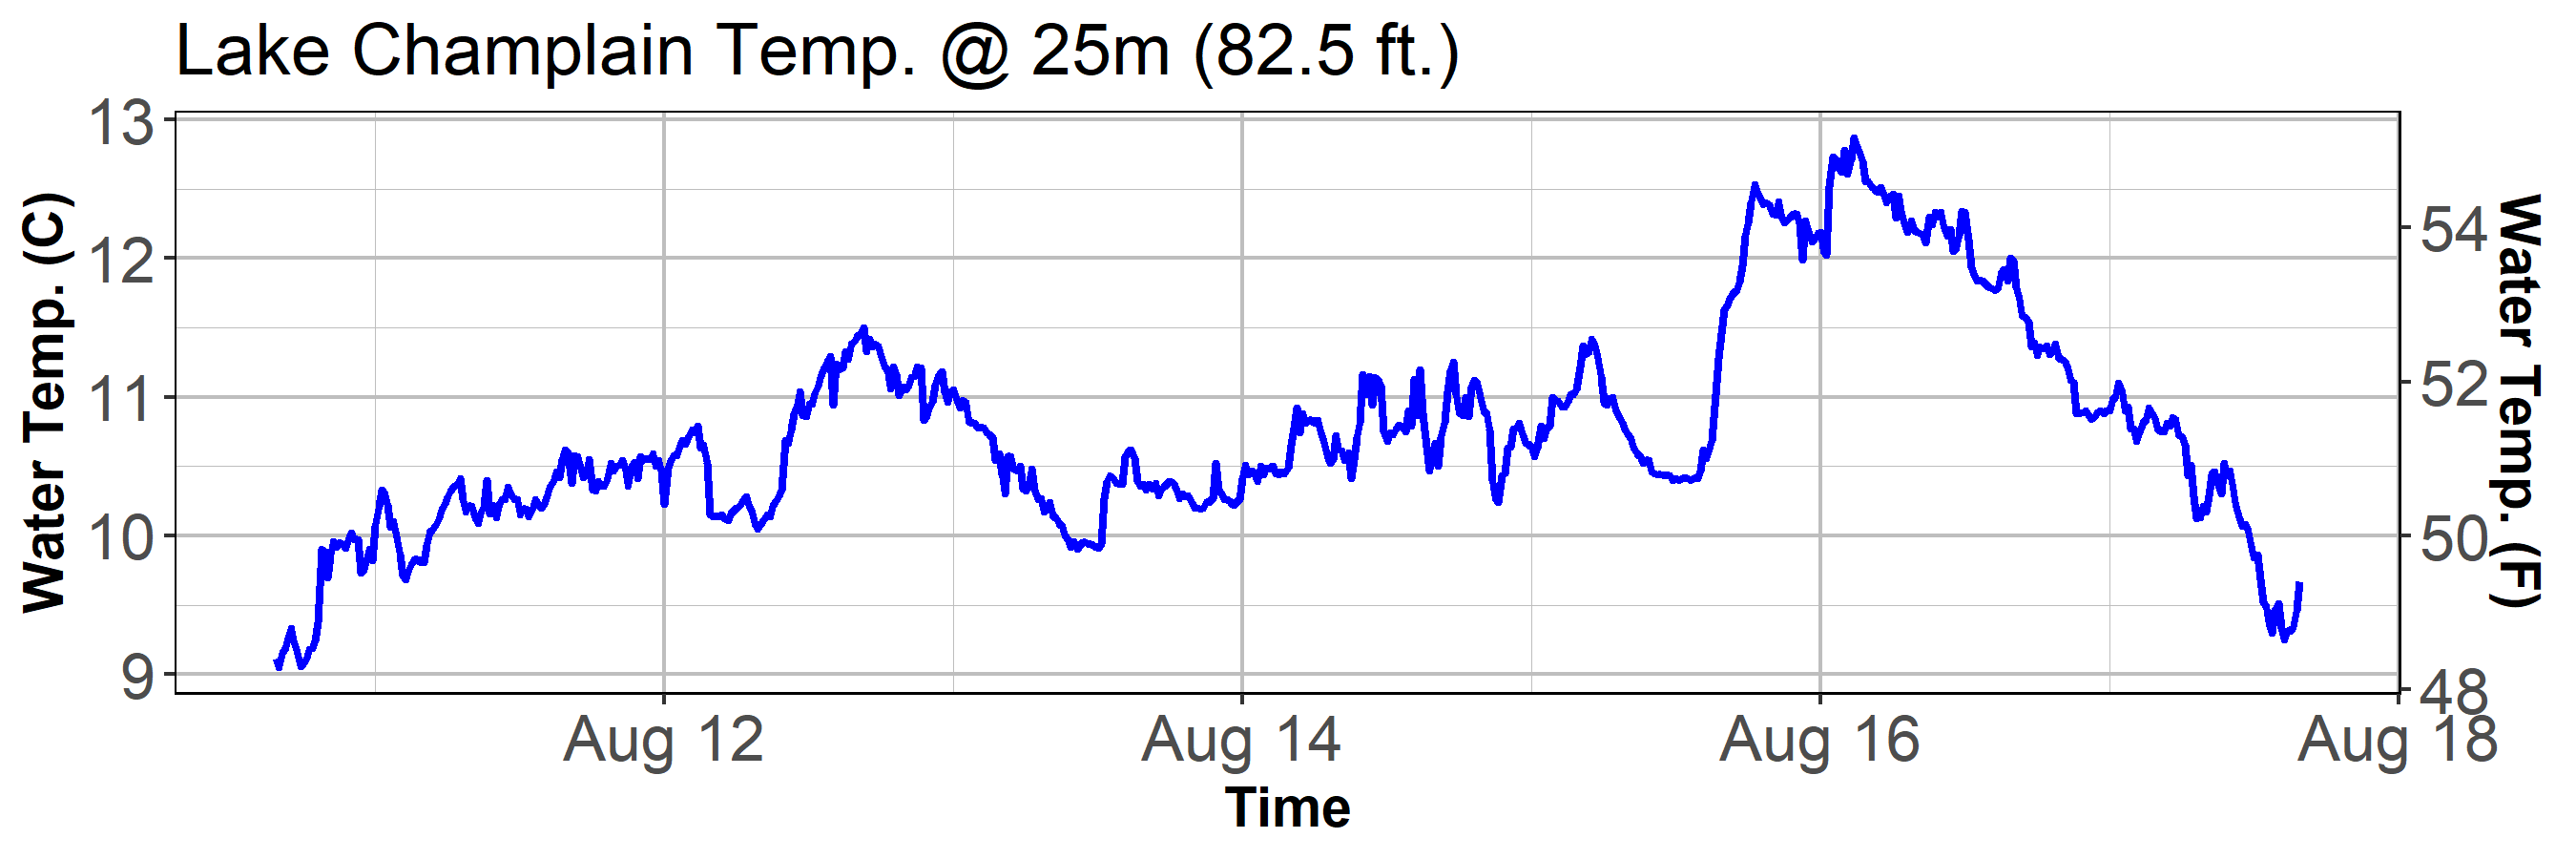 Lake Champlain Temp. @ 25m (82.5 ft.)
Water Temp. (C)
13
12
11
10
9
54
52
50
48
Water Temp. (F)
Aug 12
Aug 14
Aug 16
Aug 18
Time